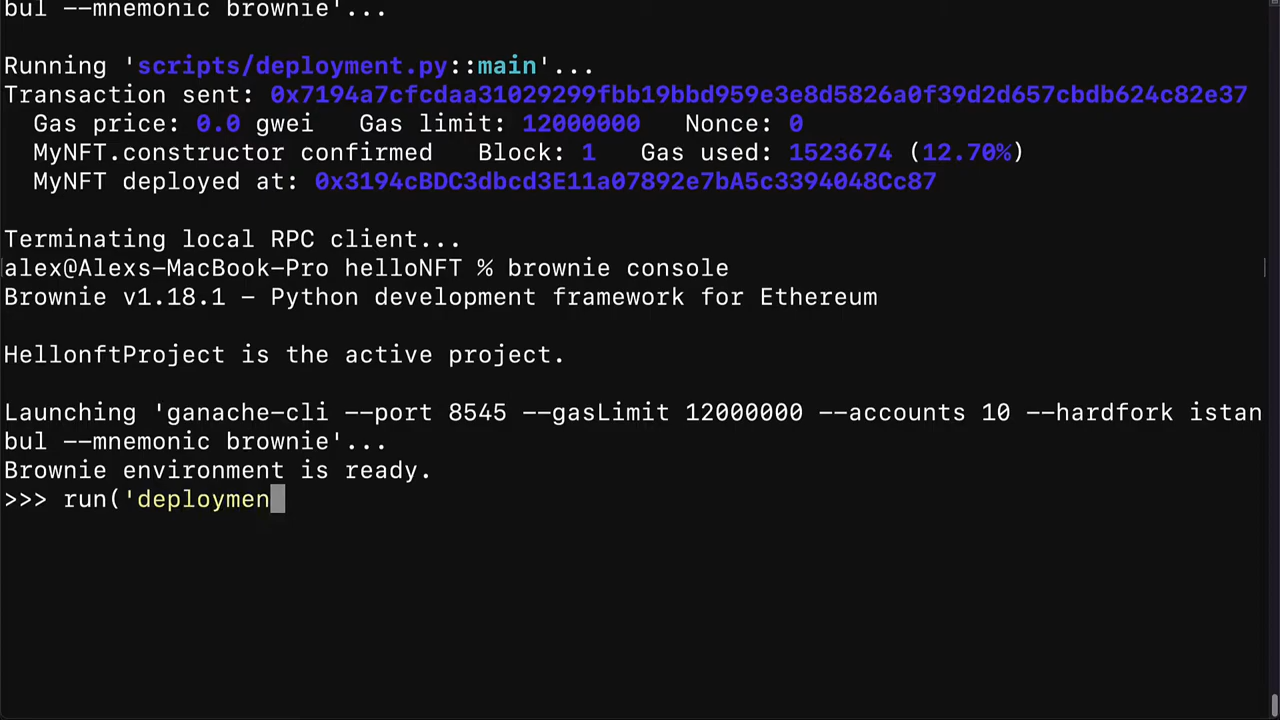 bul --mnemonic brownie'...
Running 'scripts/deployment.py::main'...
Transaction sent: 0x7194a7cfcdaa31029299fbb19bbd959e3e8d5826a0f39d2d657cbdb624c82e37
Gas price: 0.0 gwei   Gas limit: 12000000   Nonce: 0
MyNFT.constructor confirmed   Block: 1   Gas used: 1523674 (12.70%)
MyNFT deployed at: 0x3194cBDC3dbcd3E11a07892e7bA5c3394048Cc87
Terminating local RPC client...
alex@Alexs-MacBook-Pro helloNFT % brownie console
Brownie v1.18.1 - Python development framework for Ethereum
HellonftProject is the active project.
Launching 'ganache-cli --port 8545 --gasLimit 12000000 --accounts 10 --hardfork istan
bul --mnemonic brownie'...
Brownie environment is ready.
>>> run('deploymen